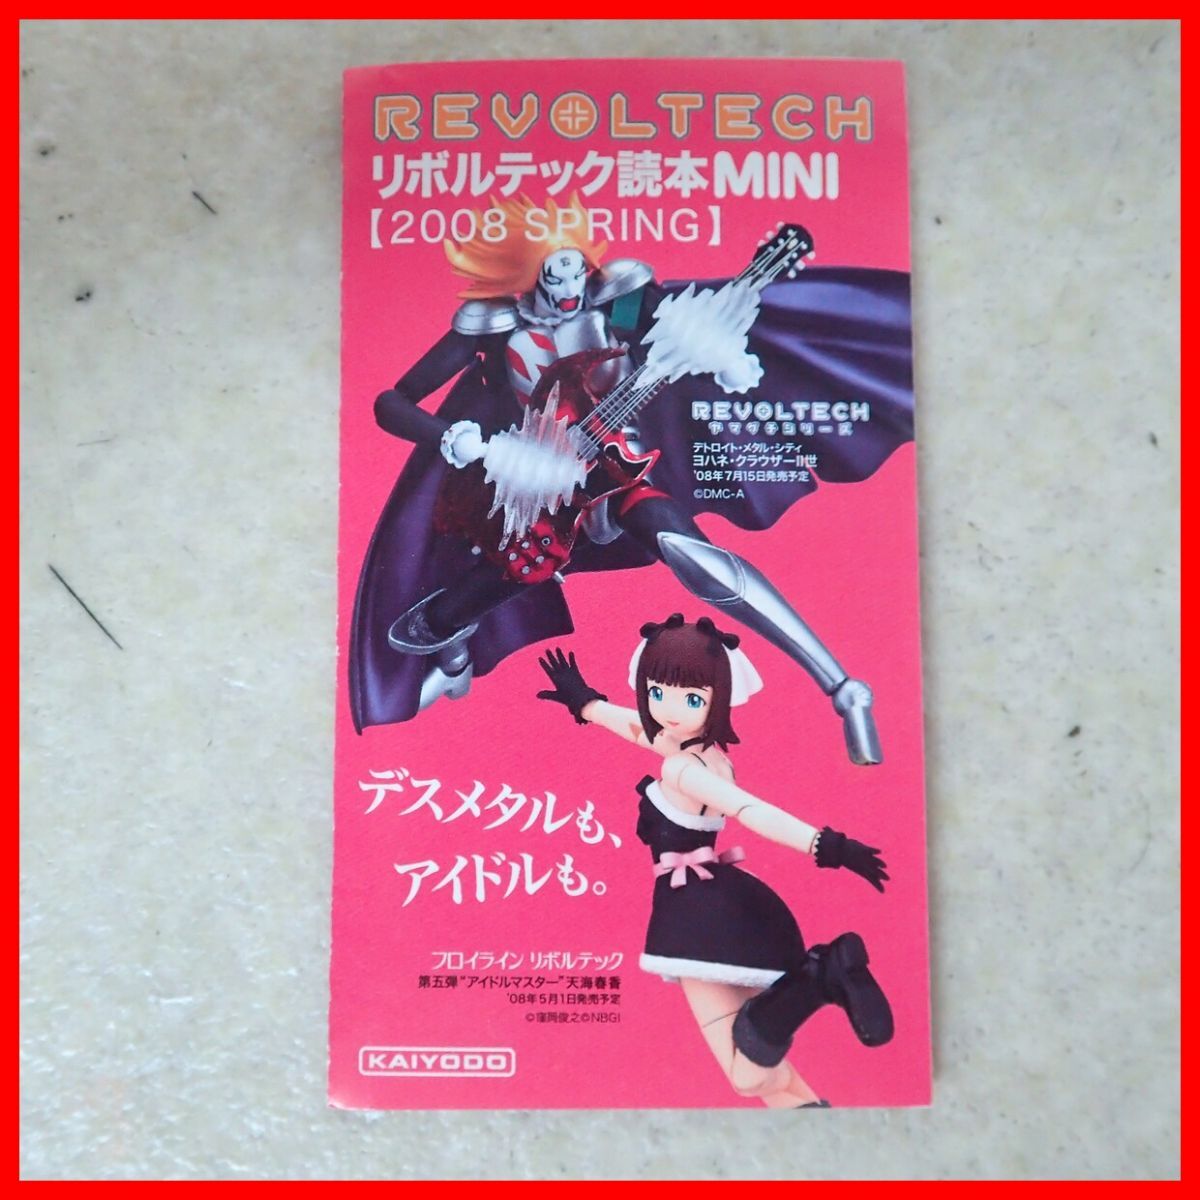 REVOLTECH
リボルテック読本MINI
【2008 SPRING】
REVOLTECH
ヤマグチシリーズ
デトロイト・メタル・シティ
ヨハネ・クラウザーII世
'08年7月15日発売予定
©DMC-A
デスメタルも、
アイドルも。
フロイライン リボルテック
第五弾"アイドルマスター"天海春香
'08年5月1日発売予定
©窪岡俊之©NBGI
KAIYODO